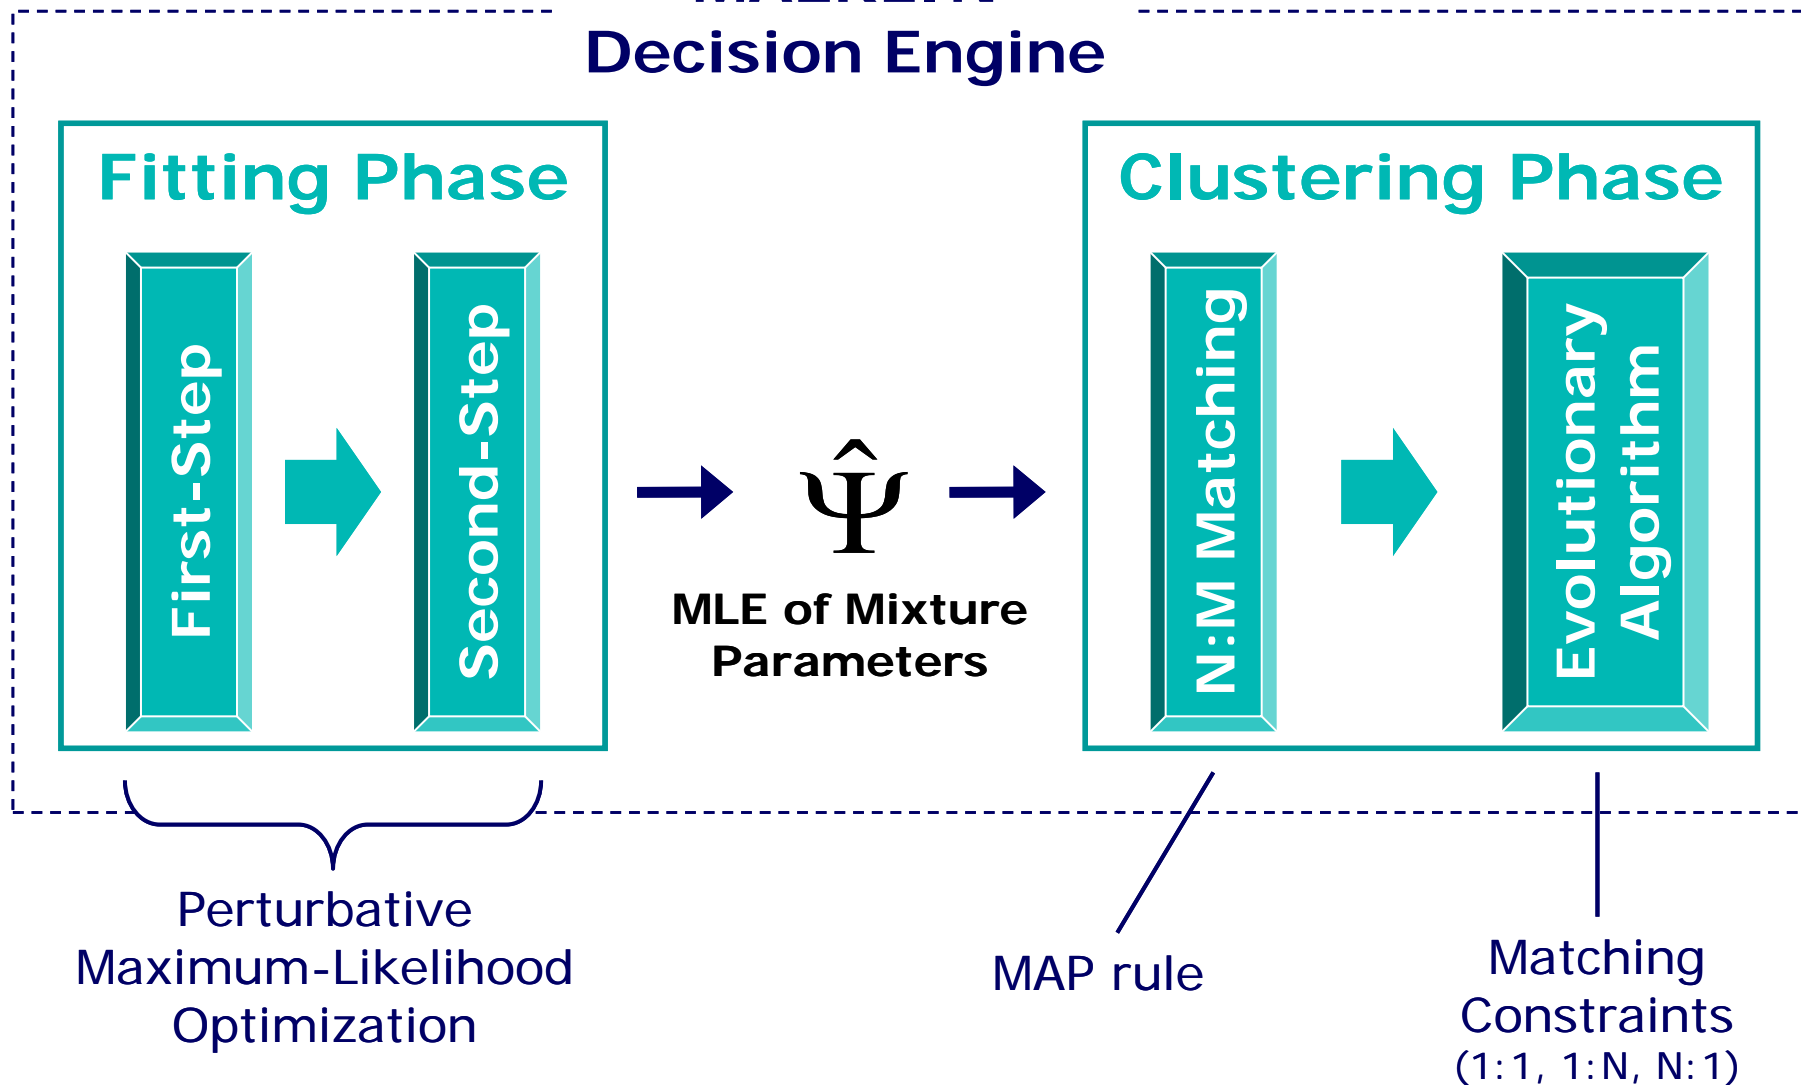 Decision Engine
Fitting Phase
First-Step
Second-Step
Ψ̂
MLE of Mixture
Parameters
Clustering Phase
N:M Matching
Evolutionary
Algorithm
Perturbative
Maximum-Likelihood
Optimization
MAP rule
Matching
Constraints
(1:1, 1:N, N:1)